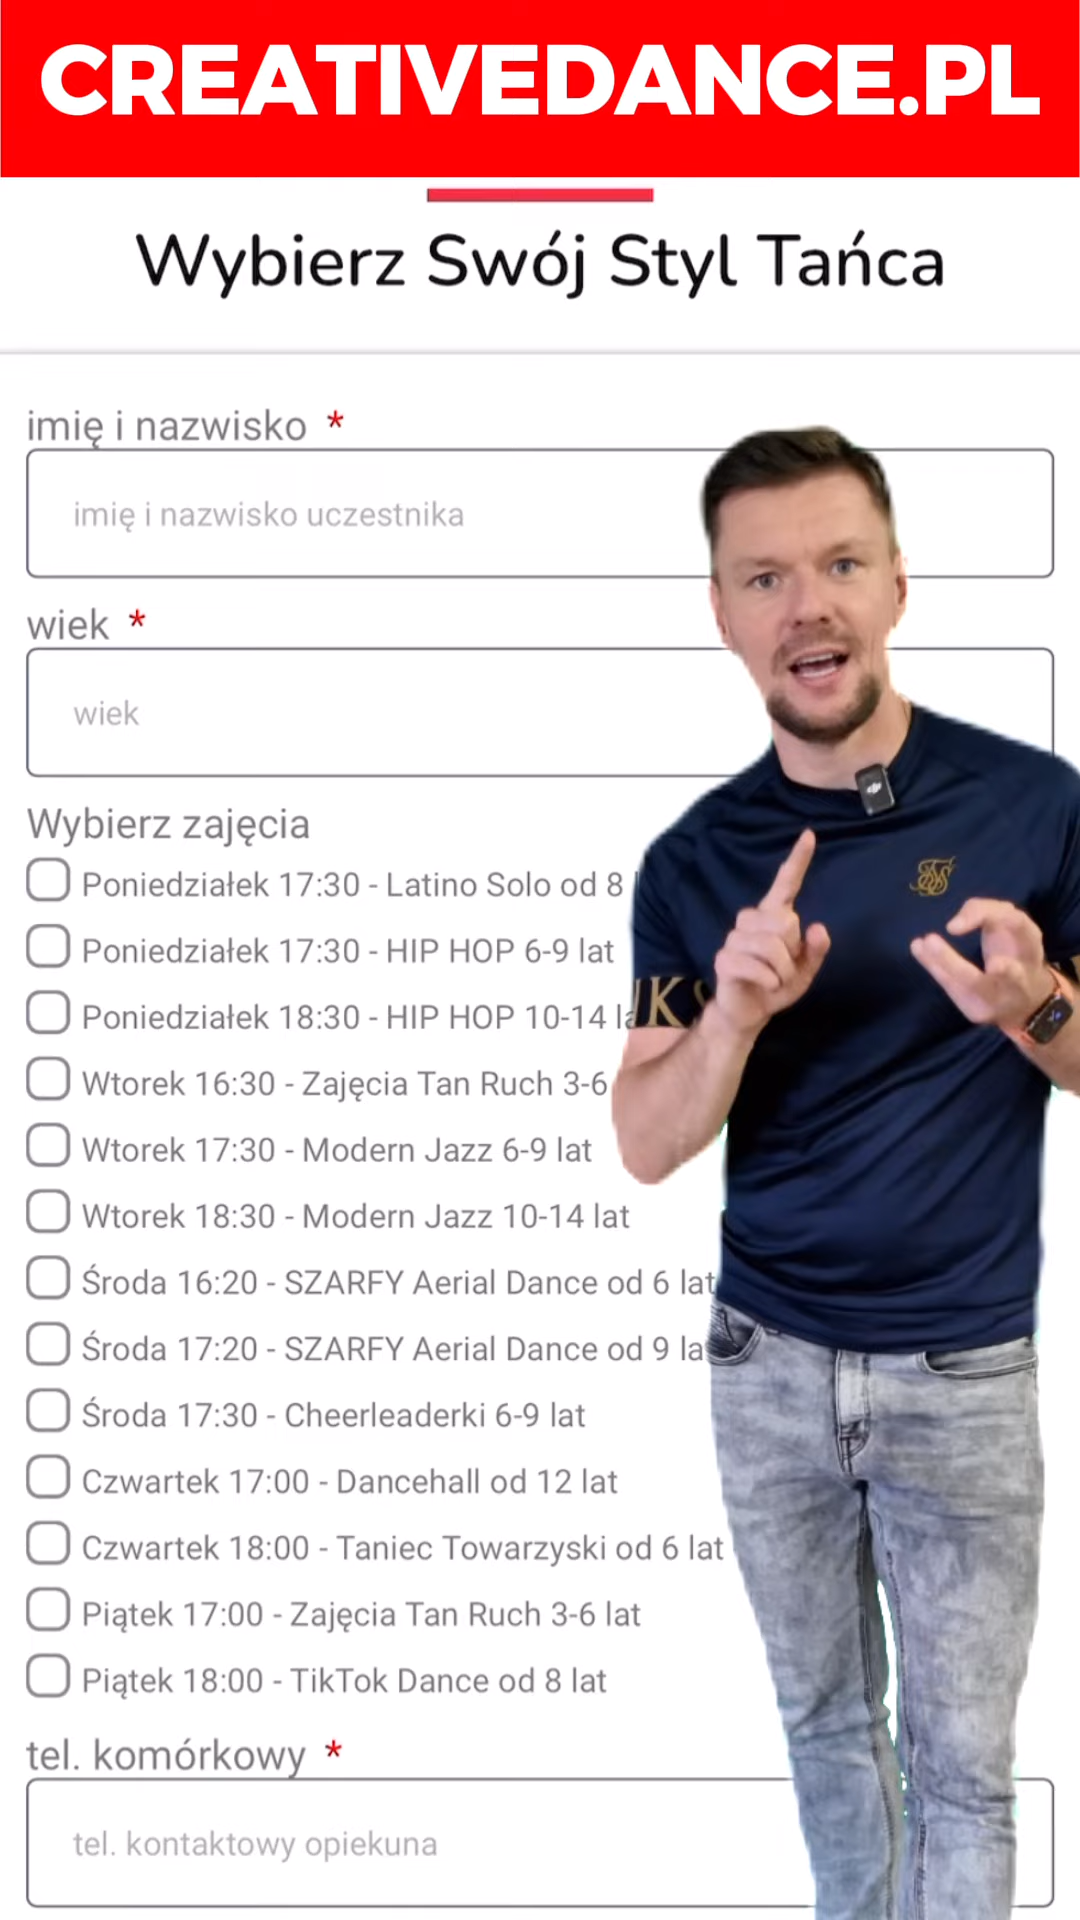 CREATIVEDANCE.PL
Wybierz Swój Styl Tańca
imię i nazwisko *
imię i nazwisko uczestnika
wiek *
wiek
Wybierz zajęcia
Poniedziałek 17:30 - Latino Solo od 8
Poniedziałek 17:30 - HIP HOP 6-9 lat
Poniedziałek 18:30 - HIP HOP 10-14
Wtorek 16:30 - Zajęcia Tan Ruch 3-6
Wtorek 17:30 - Modern Jazz 6-9 lat
Wtorek 18:30 - Modern Jazz 10-14 lat
Środa 16:20 - SZARFY Aerial Dance od 6 lat
Środa 17:20 - SZARFY Aerial Dance od 9 lat
Środa 17:30 - Cheerleaderki 6-9 lat
Czwartek 17:00 - Dancehall od 12 lat
Czwartek 18:00 - Taniec Towarzyski od 6 lat
Piątek 17:00 - Zajęcia Tan Ruch 3-6 lat
Piątek 18:00 - TikTok Dance od 8 lat
tel. komórkowy *
tel. kontaktowy opiekuna